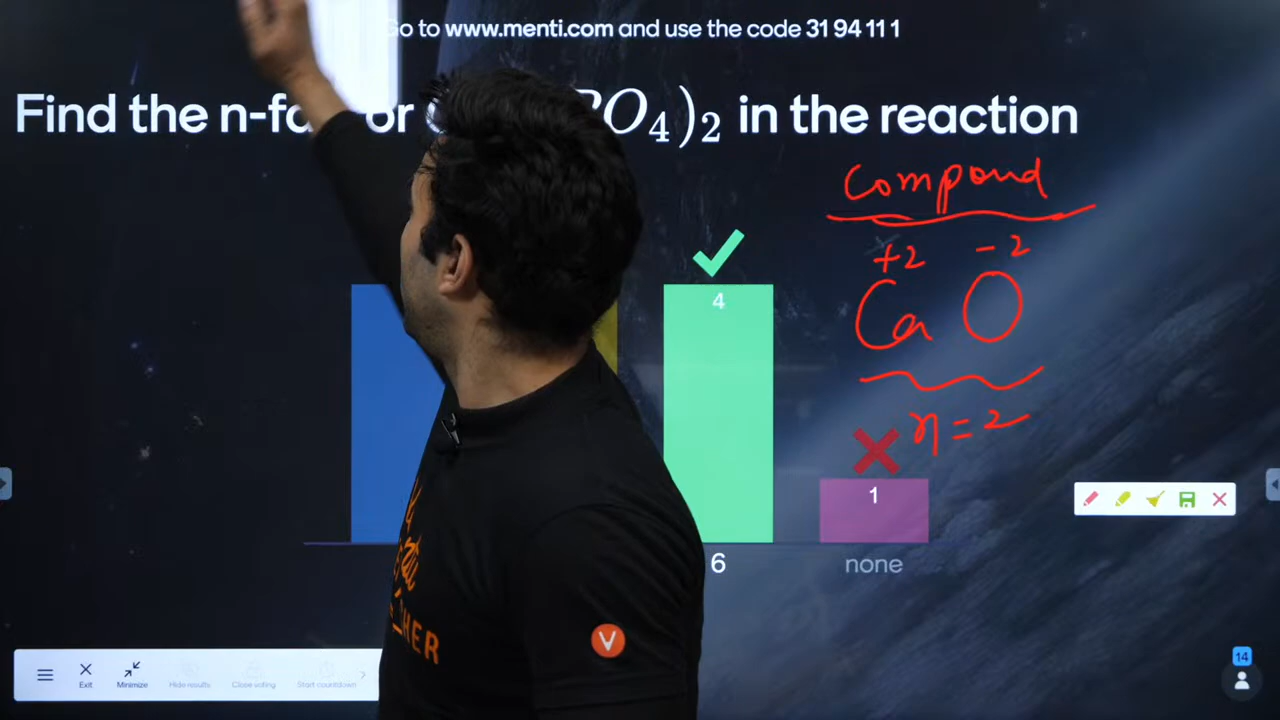 Go to www.menti.com and use the code 31 94 11 1
Find the n-fa or O₄)₂ in the reaction
Compond
+2 -2
Ca O
n = 2
4
1
6
none
HER
V
Exit
Minimize
Hide results
Close voting
Start countdown
14